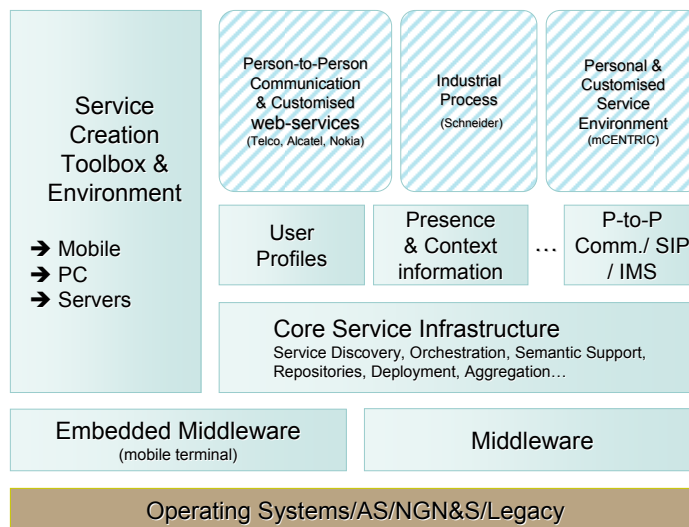 Service
Creation
Toolbox &
Environment
➔ Mobile
➔ PC
➔ Servers
Person-to-Person
Communication
& Customised
web-services
(Telco, Alcatel, Nokia)
Industrial
Process
(Schneider)
Personal &
Customised
Service
Environment
(mCENTRIC)
User
Profiles
Presence
& Context
information
…
P-to-P
Comm./ SIP
/ IMS
Core Service Infrastructure
Service Discovery, Orchestration, Semantic Support,
Repositories, Deployment, Aggregation…
Embedded Middleware
(mobile terminal)
Middleware
Operating Systems/AS/NGN&S/Legacy